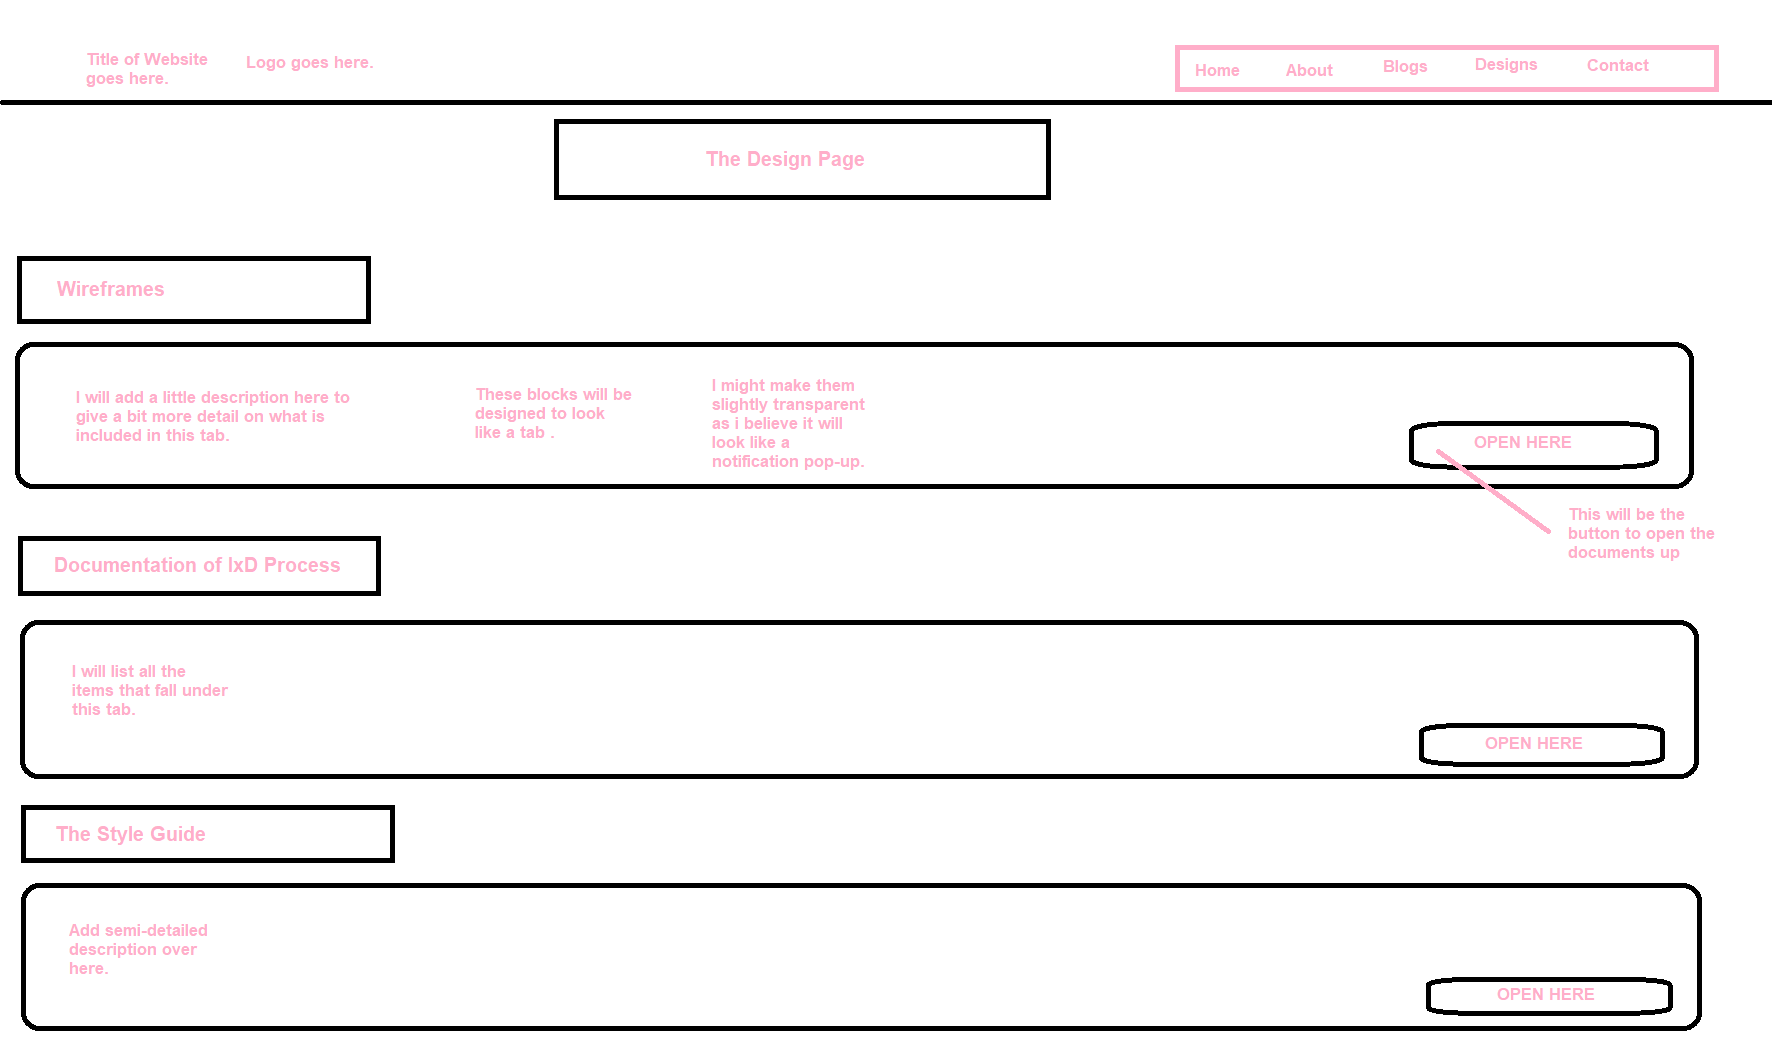 Title of Website
goes here.
Logo goes here.
Home About Blogs Designs Contact
The Design Page
Wireframes
I will add a little description here to
give a bit more detail on what is
included in this tab.
These blocks will be
designed to look
like a tab .
I might make them
slightly transparent
as i believe it will
look like a
notification pop-up.
OPEN HERE
This will be the
button to open the
documents up
Documentation of IxD Process
I will list all the
items that fall under
this tab.
OPEN HERE
The Style Guide
Add semi-detailed
description over
here.
OPEN HERE